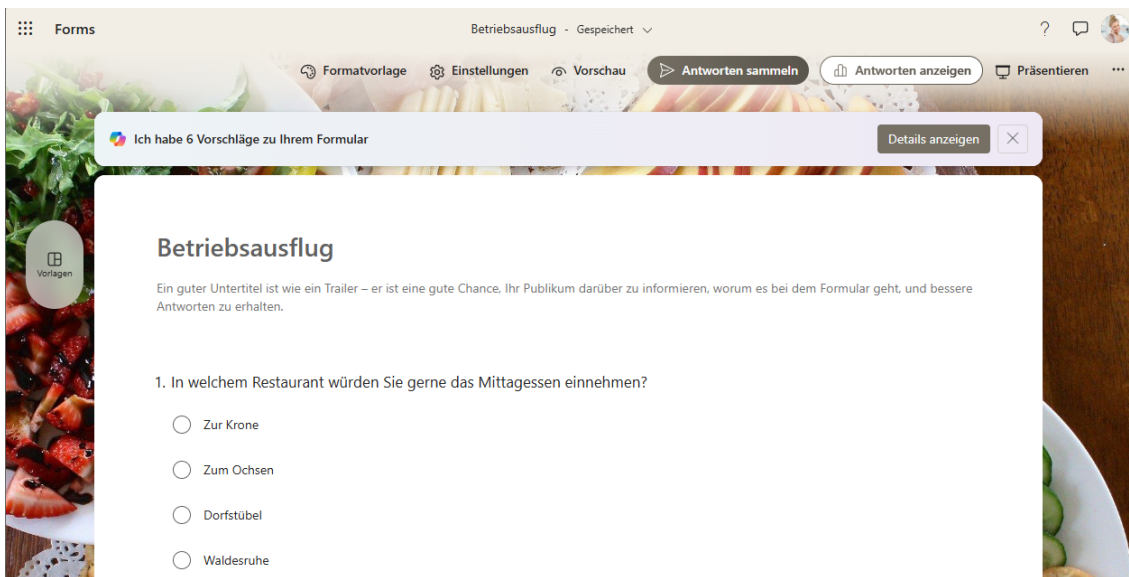 Forms
Betriebsausflug - Gespeichert
?
Formatvorlage
Einstellungen
Vorschau
Antworten sammeln
Antworten anzeigen
Präsentieren
...
Ich habe 6 Vorschläge zu Ihrem Formular
Details anzeigen
Vorlagen
Betriebsausflug
Ein guter Untertitel ist wie ein Trailer – er ist eine gute Chance, Ihr Publikum darüber zu informieren, worum es bei dem Formular geht, und bessere
Antworten zu erhalten.
1. In welchem Restaurant würden Sie gerne das Mittagessen einnehmen?
Zur Krone
Zum Ochsen
Dorfstübel
Waldesruhe